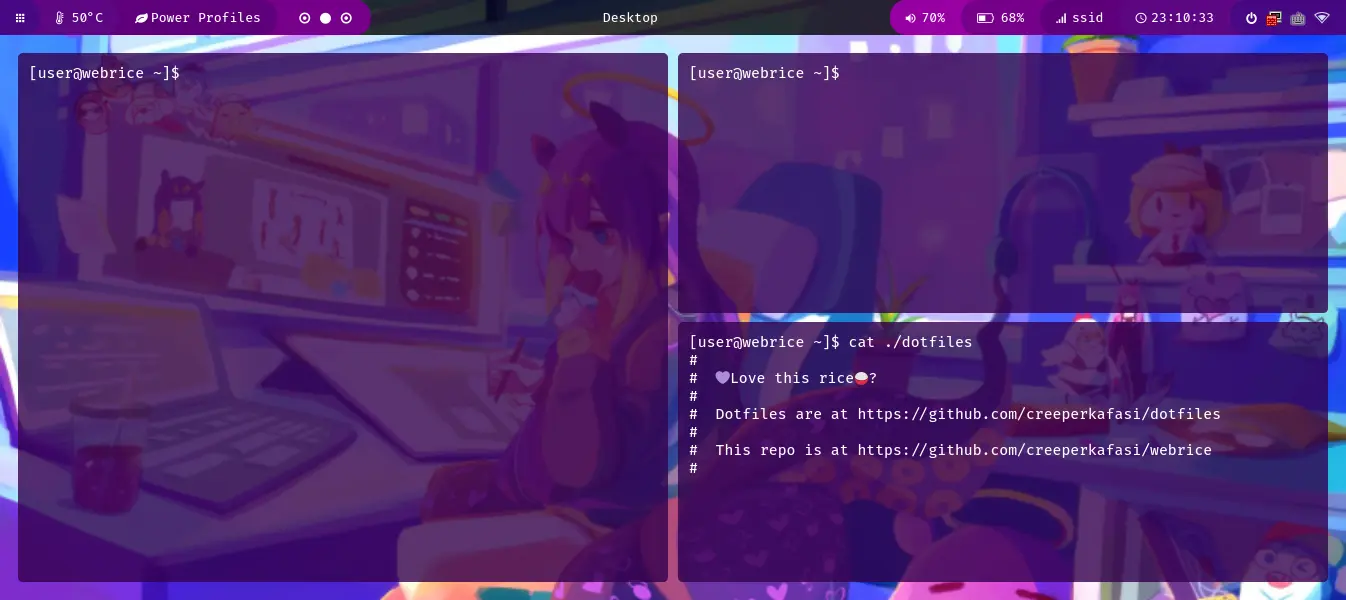 50°C Power Profiles Desktop 70% 68% ssid 23:10:33
[user@webrice ~]$
[user@webrice ~]$
[user@webrice ~]$ cat ./dotfiles
#
# 💜Love this rice🍚?
#
# Dotfiles are at https://github.com/creeperkafasi/dotfiles
#
# This repo is at https://github.com/creeperkafasi/webrice
#